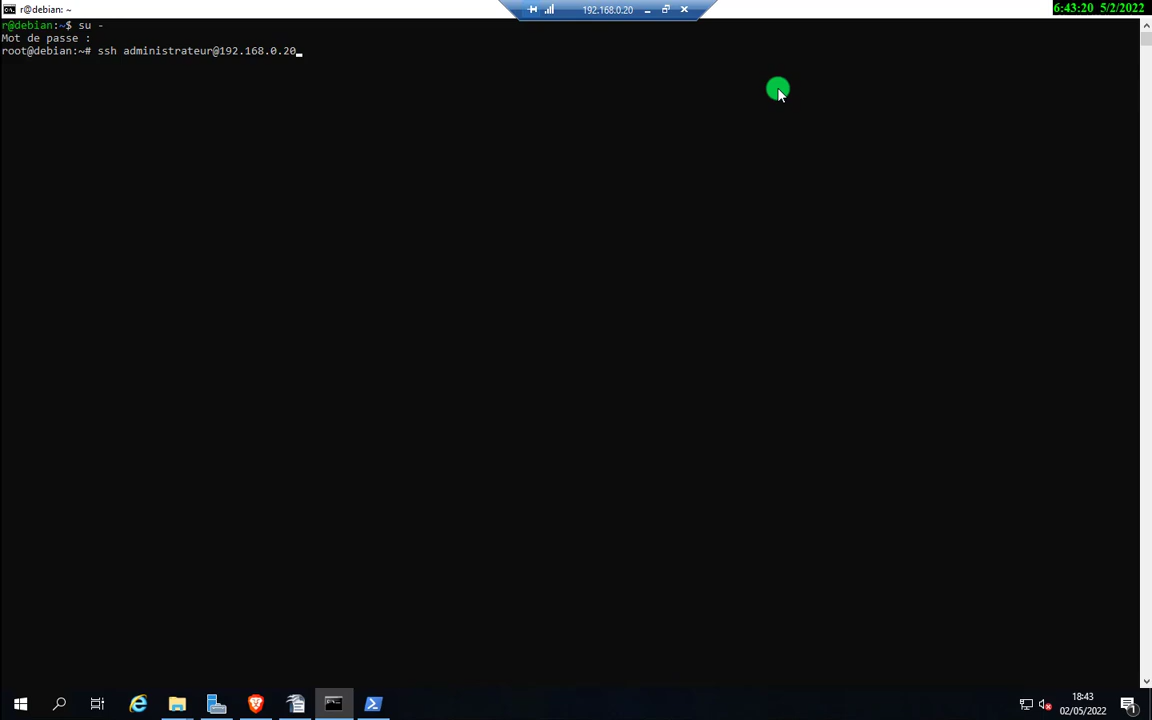 r@debian: ~
192.168.0.20
6:43:20 5/2/2022
r@debian:~$ su -
Mot de passe :
root@debian:~# ssh administrateur@192.168.0.20
18:43
02/05/2022
1